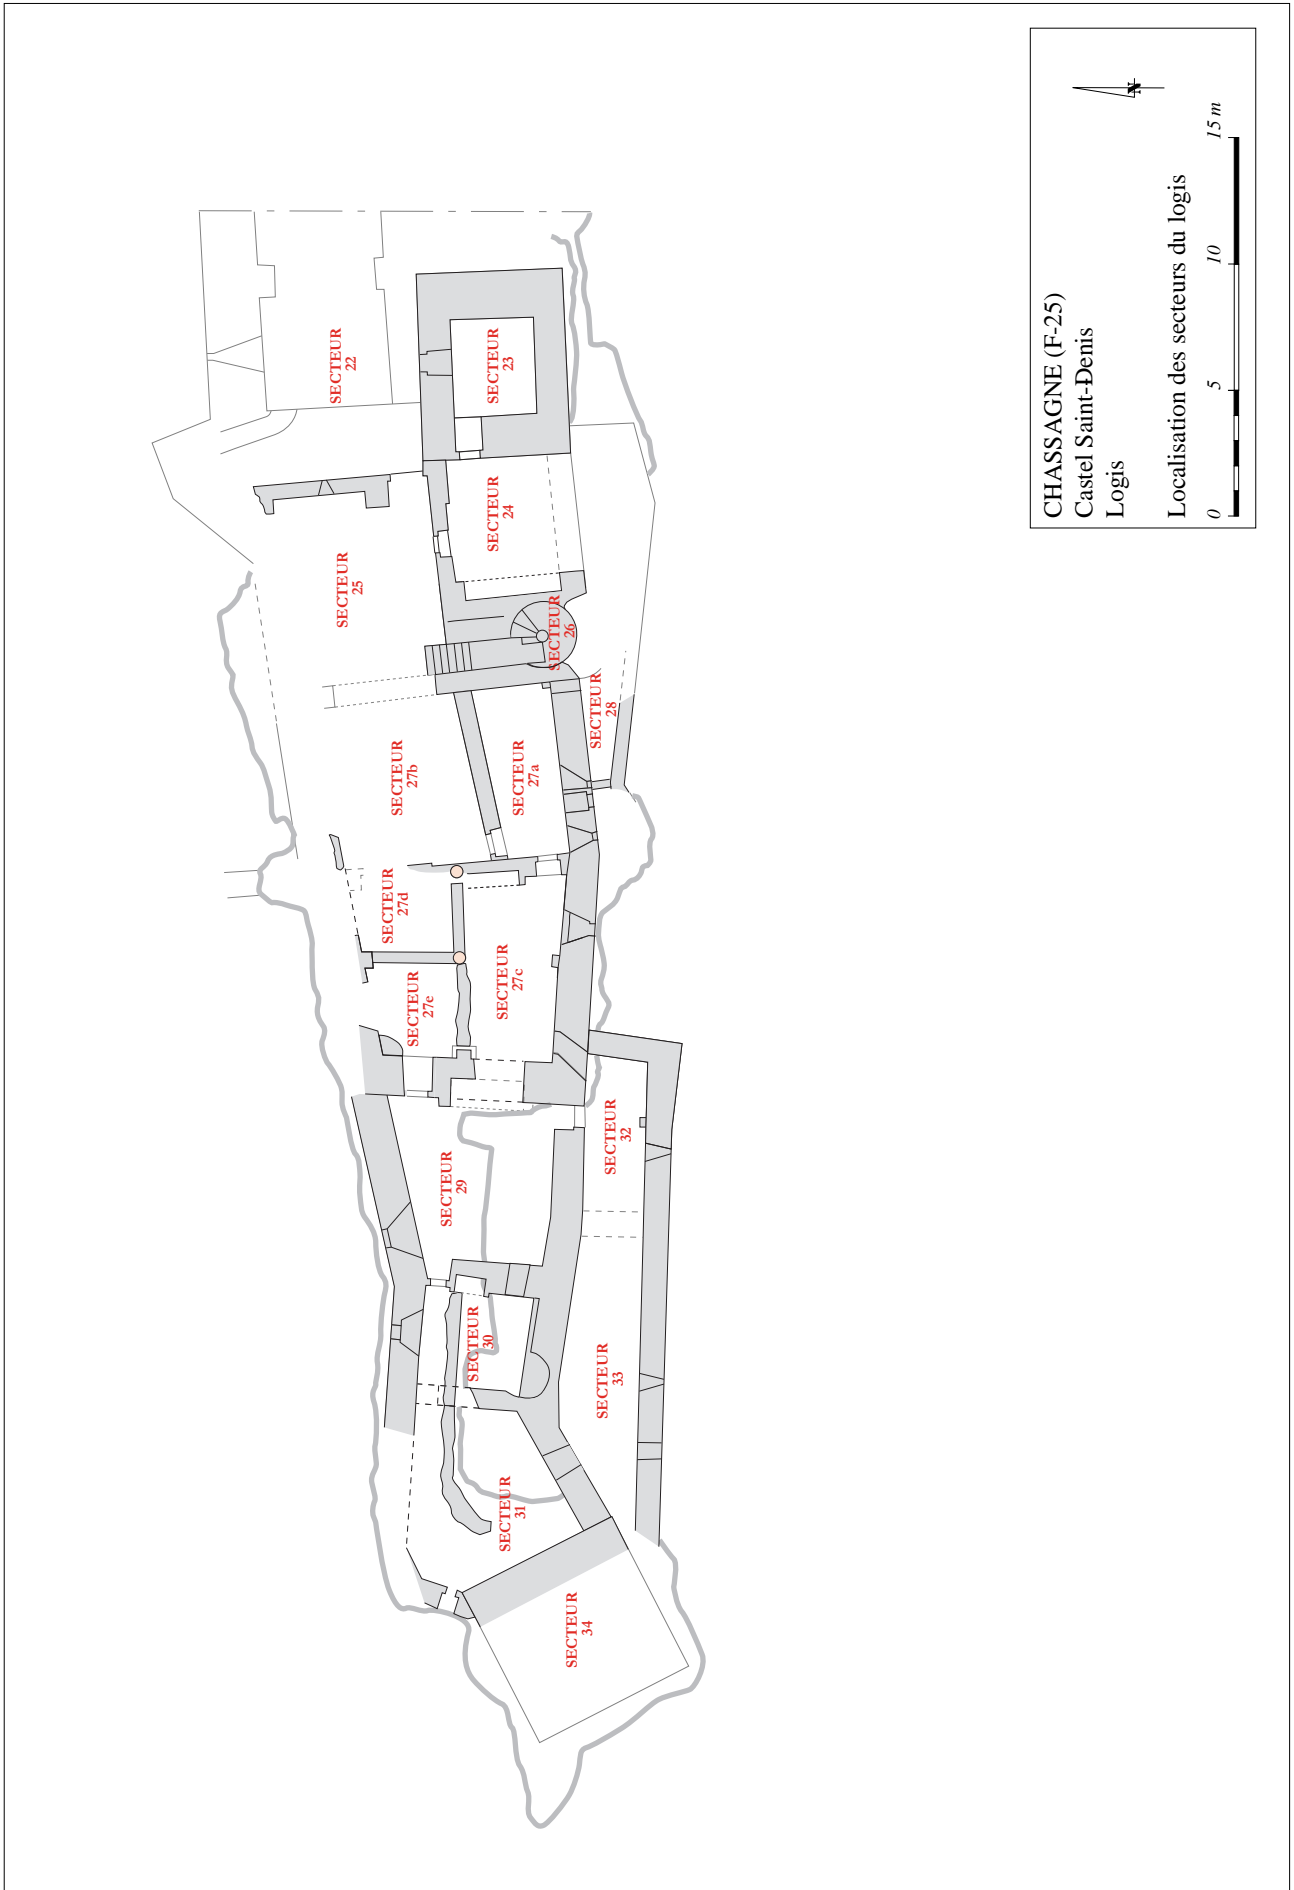 SECTEUR
22
SECTEUR
23
SECTEUR
24
SECTEUR
25
SECTEUR
26
SECTEUR
27b
SECTEUR
27a
SECTEUR
28
SECTEUR
27d
SECTEUR
27e
SECTEUR
27c
SECTEUR
29
SECTEUR
32
SECTEUR
30
SECTEUR
33
SECTEUR
31
SECTEUR
34
CHASSAGNE (F-25)
Castel Saint-Denis
Logis
N
Localisation des secteurs du logis
0 5 10 15 m